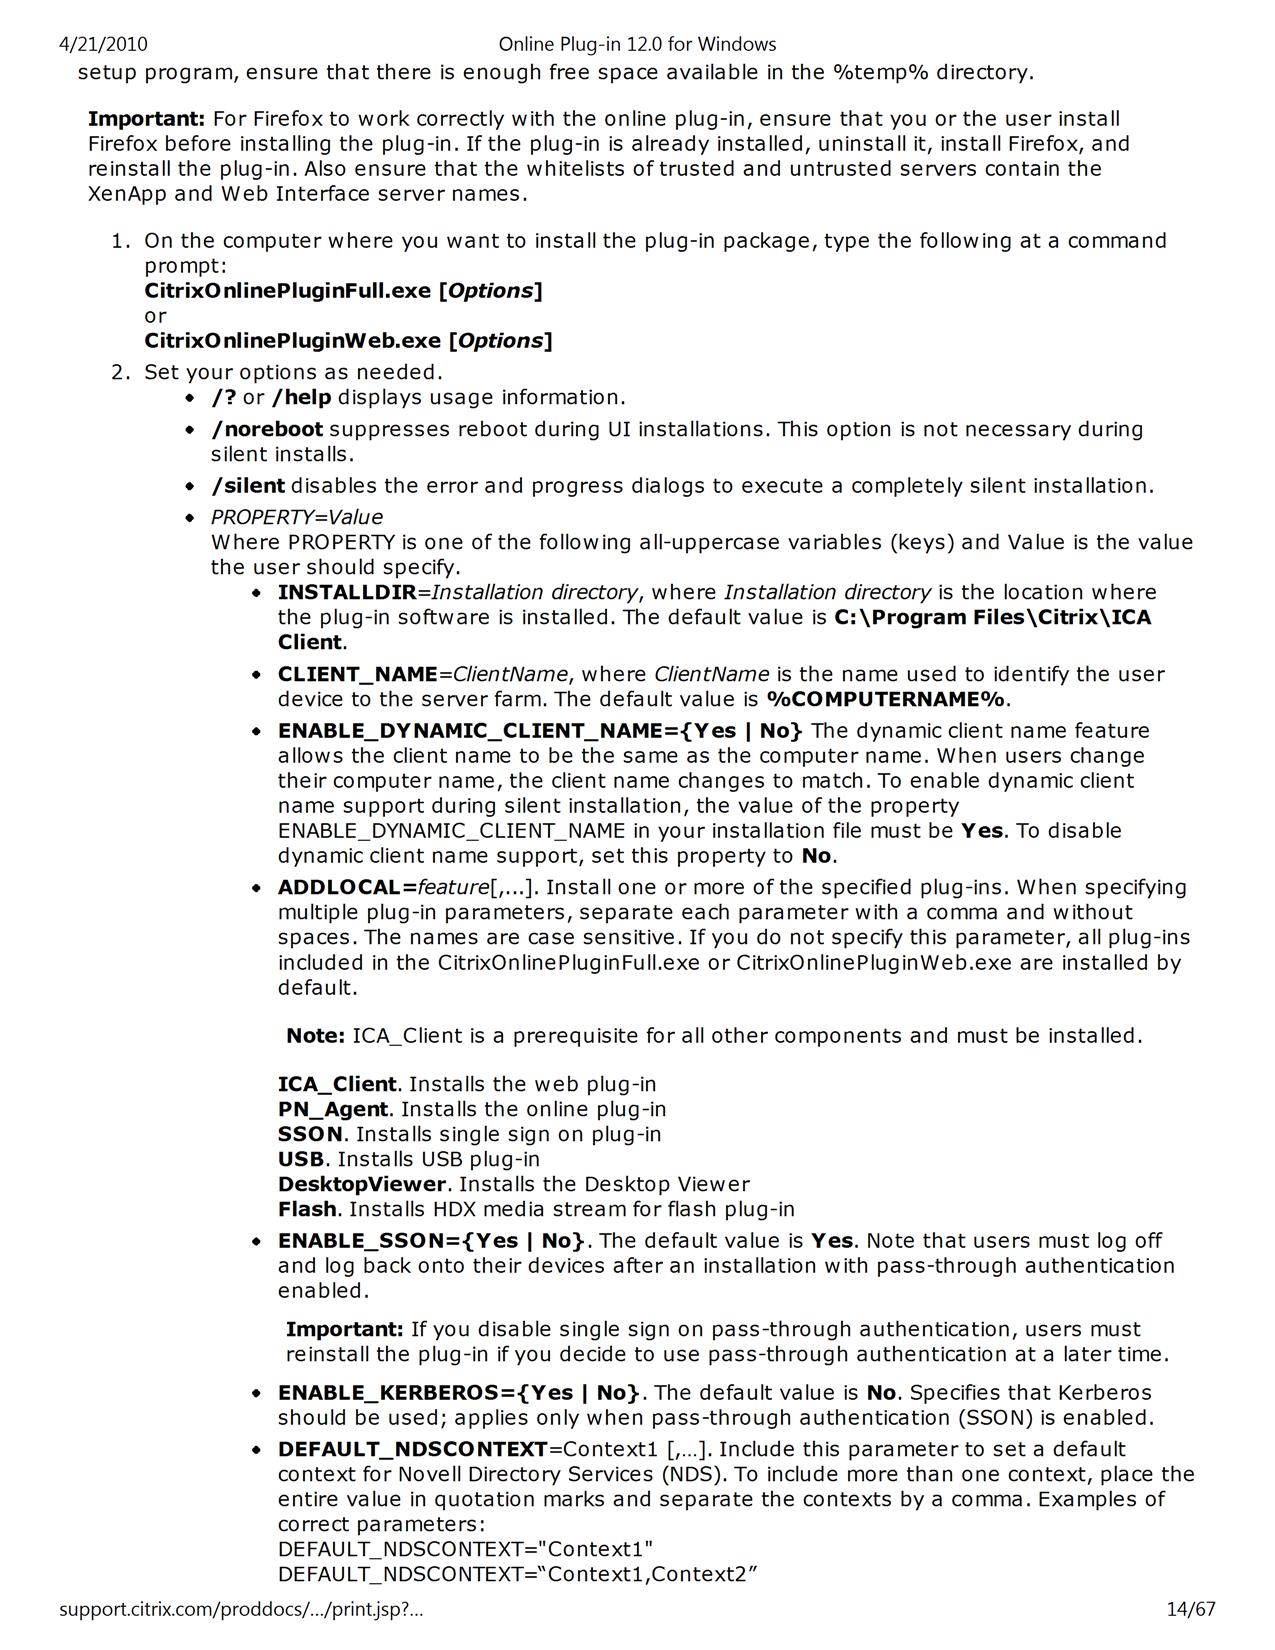 4/21/2010 Online Plug-in 12.0 for Windows
setup program, ensure that there is enough free space available in the %temp% directory.
Important: For Firefox to work correctly with the online plug-in, ensure that you or the user install
Firefox before installing the plug-in. If the plug-in is already installed, uninstall it, install Firefox, and
reinstall the plug-in. Also ensure that the whitelists of trusted and untrusted servers contain the
XenApp and Web Interface server names.
1. On the computer where you want to install the plug-in package, type the following at a command
prompt:
CitrixOnlinePluginFull.exe [Options]
or
CitrixOnlinePluginWeb.exe [Options]
2. Set your options as needed.
• /? or /help displays usage information.
• /noreboot suppresses reboot during UI installations. This option is not necessary during
silent installs.
• /silent disables the error and progress dialogs to execute a completely silent installation.
• PROPERTY=Value
Where PROPERTY is one of the following all-uppercase variables (keys) and Value is the value
the user should specify.
• INSTALLDIR=Installation directory, where Installation directory is the location where
the plug-in software is installed. The default value is C:\Program Files\Citrix\ICA
Client.
• CLIENT_NAME=ClientName, where ClientName is the name used to identify the user
device to the server farm. The default value is %COMPUTERNAME%.
• ENABLE_DYNAMIC_CLIENT_NAME={Yes | No} The dynamic client name feature
allows the client name to be the same as the computer name. When users change
their computer name, the client name changes to match. To enable dynamic client
name support during silent installation, the value of the property
ENABLE_DYNAMIC_CLIENT_NAME in your installation file must be Yes. To disable
dynamic client name support, set this property to No.
• ADDLOCAL=feature[,...]. Install one or more of the specified plug-ins. When specifying
multiple plug-in parameters, separate each parameter with a comma and without
spaces. The names are case sensitive. If you do not specify this parameter, all plug-ins
included in the CitrixOnlinePluginFull.exe or CitrixOnlinePluginWeb.exe are installed by
default.
Note: ICA_Client is a prerequisite for all other components and must be installed.
ICA_Client. Installs the web plug-in
PN_Agent. Installs the online plug-in
SSON. Installs single sign on plug-in
USB. Installs USB plug-in
DesktopViewer. Installs the Desktop Viewer
Flash. Installs HDX media stream for flash plug-in
• ENABLE_SSON={Yes | No}. The default value is Yes. Note that users must log off
and log back onto their devices after an installation with pass-through authentication
enabled.
Important: If you disable single sign on pass-through authentication, users must
reinstall the plug-in if you decide to use pass-through authentication at a later time.
• ENABLE_KERBEROS={Yes | No}. The default value is No. Specifies that Kerberos
should be used; applies only when pass-through authentication (SSON) is enabled.
• DEFAULT_NDSCONTEXT=Context1 [,…]. Include this parameter to set a default
context for Novell Directory Services (NDS). To include more than one context, place the
entire value in quotation marks and separate the contexts by a comma. Examples of
correct parameters:
DEFAULT_NDSCONTEXT="Context1"
DEFAULT_NDSCONTEXT=“Context1,Context2”
support.citrix.com/proddocs/.../print.jsp?... 14/67